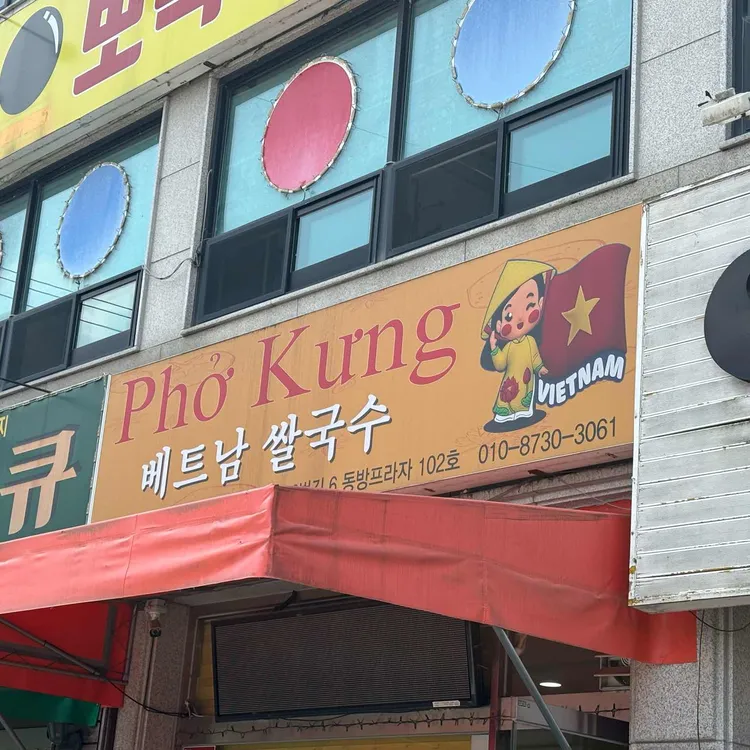 Phở Kưng
베트남 쌀국수
6 동방프라자 102호 010-8730-3061
VIETNAM
큐